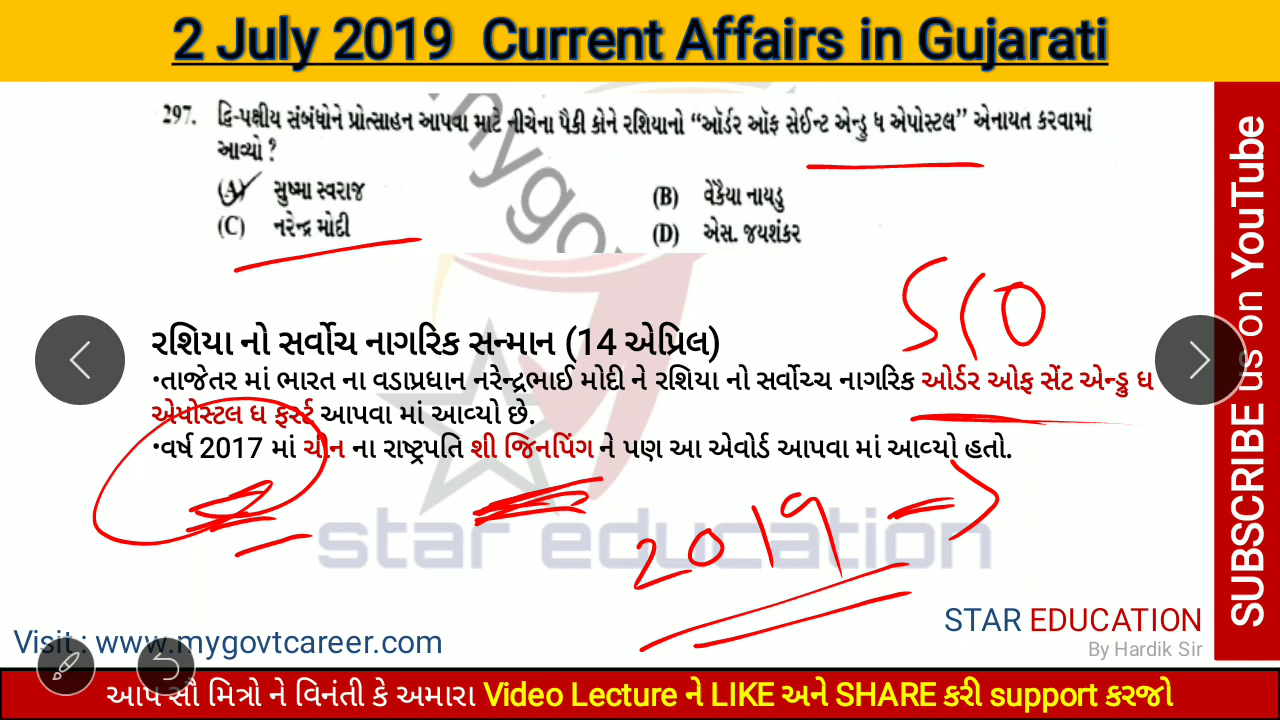 2 July 2019 Current Affairs in Gujarati
297. દ્વિ-પક્ષીય સંબંધોને પ્રોત્સાહન આપવા માટે નીચેના પૈકી કોને રશિયાનો “ઑર્ડર ઑફ સેઈન્ટ એન્ડ્રુ ધ એપોસ્ટલ” એનાયત કરવામાં
આવ્યો ?
(A) સુષ્મા સ્વરાજ (B) વેંકૈયા નાયડુ
(C) નરેન્દ્ર મોદી (D) એસ. જયશંકર
mygov
રશિયા નો સર્વોચ નાગરિક સન્માન (14 એપ્રિલ)
•તાજેતર માં ભારત ના વડાપ્રધાન નરેન્દ્રભાઈ મોદી ને રશિયા નો સર્વોચ્ચ નાગરિક ઓર્ડર ઓફ સેંટ એન્ડ્રુ ધ
એપોસ્ટલ ધ ફર્સ્ટ આપવા માં આવ્યો છે.
•વર્ષ 2017 માં ચીન ના રાષ્ટ્રપતિ શી જિનપિંગ ને પણ આ એવોર્ડ આપવા માં આવ્યો હતો.
star education
2019
STAR EDUCATION
By Hardik Sir
Visit : www.mygovtcareer.com
SUBSCRIBE us on YouTube
આપ સૌ મિત્રો ને વિનંતી કે અમારા Video Lecture ને LIKE અને SHARE કરી support કરજો